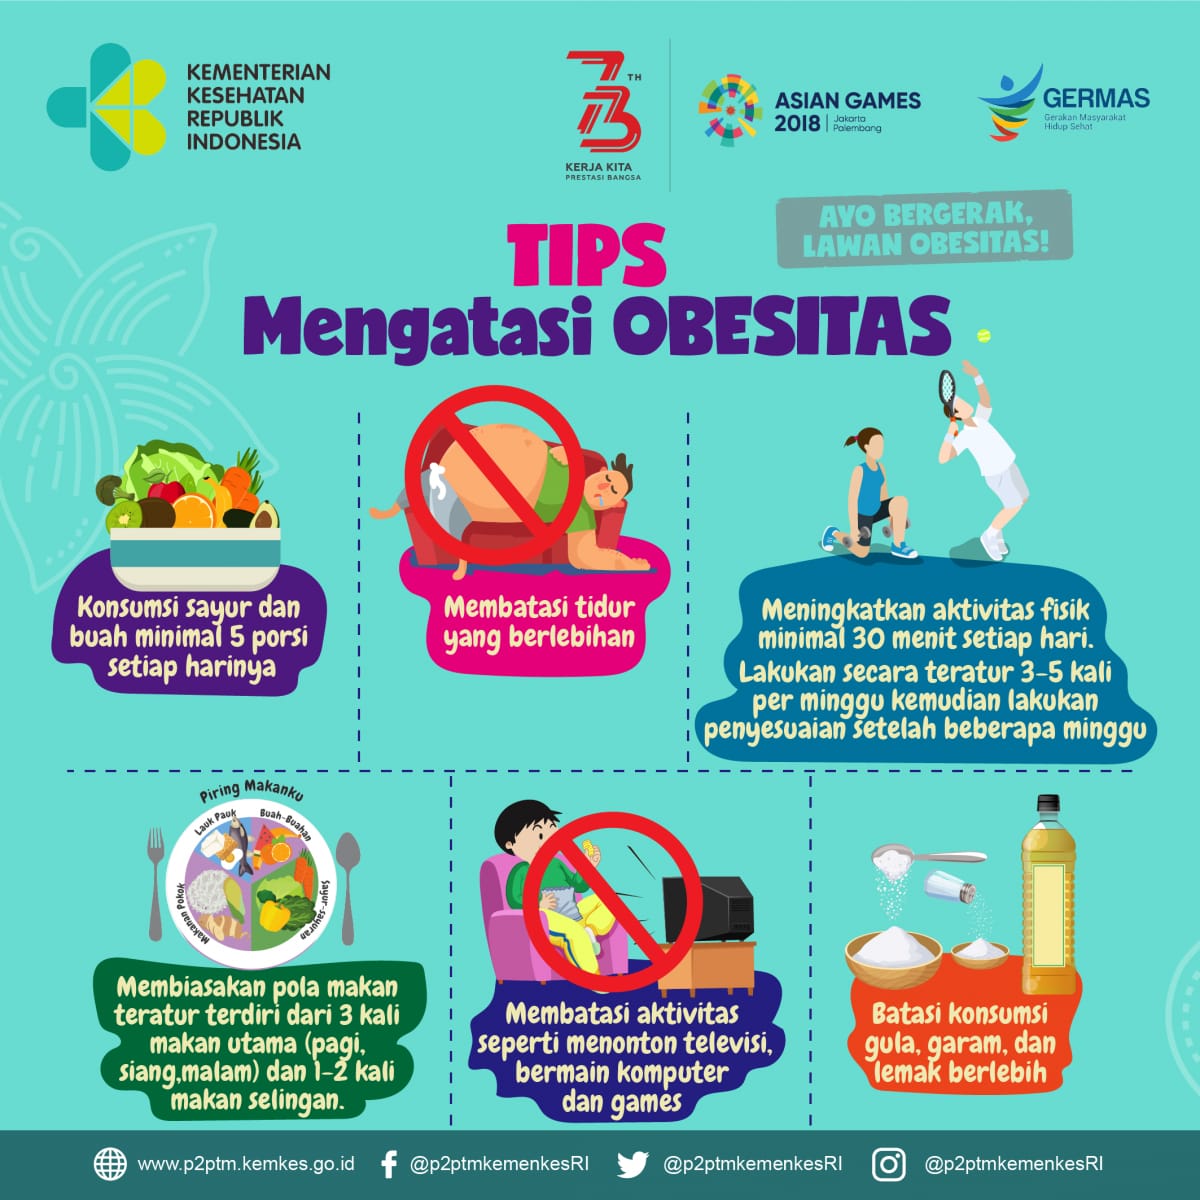 KEMENTERIAN
KESEHATAN
REPUBLIK
INDONESIA
73 TH
KERJA KITA
PRESTASI BANGSA
ASIAN GAMES
2018
Jakarta
Palembang
GERMAS
Gerakan Masyarakat
Hidup Sehat
AYO BERGERAK,
LAWAN OBESITAS!
TIPS
Mengatasi OBESITAS
Konsumsi sayur dan
buah minimal 5 porsi
setiap harinya
Membatasi tidur
yang berlebihan
Meningkatkan aktivitas fisik
minimal 30 menit setiap hari.
Lakukan secara teratur 3-5 kali
per minggu kemudian lakukan
penyesuaian setelah beberapa minggu
Piring Makanku
Lauk Pauk
Buah-Buahan
Makanan Pokok
Sayur-sayuran
Membiasakan pola makan
teratur terdiri dari 3 kali
makan utama (pagi,
siang,malam) dan 1-2 kali
makan selingan.
Membatasi aktivitas
seperti menonton televisi,
bermain komputer
dan games
Batasi konsumsi
gula, garam, dan
lemak berlebih
www.p2ptm.kemkes.go.id
@p2ptmkemenkesRI
@p2ptmkemenkesRI
@p2ptmkemenkesRI